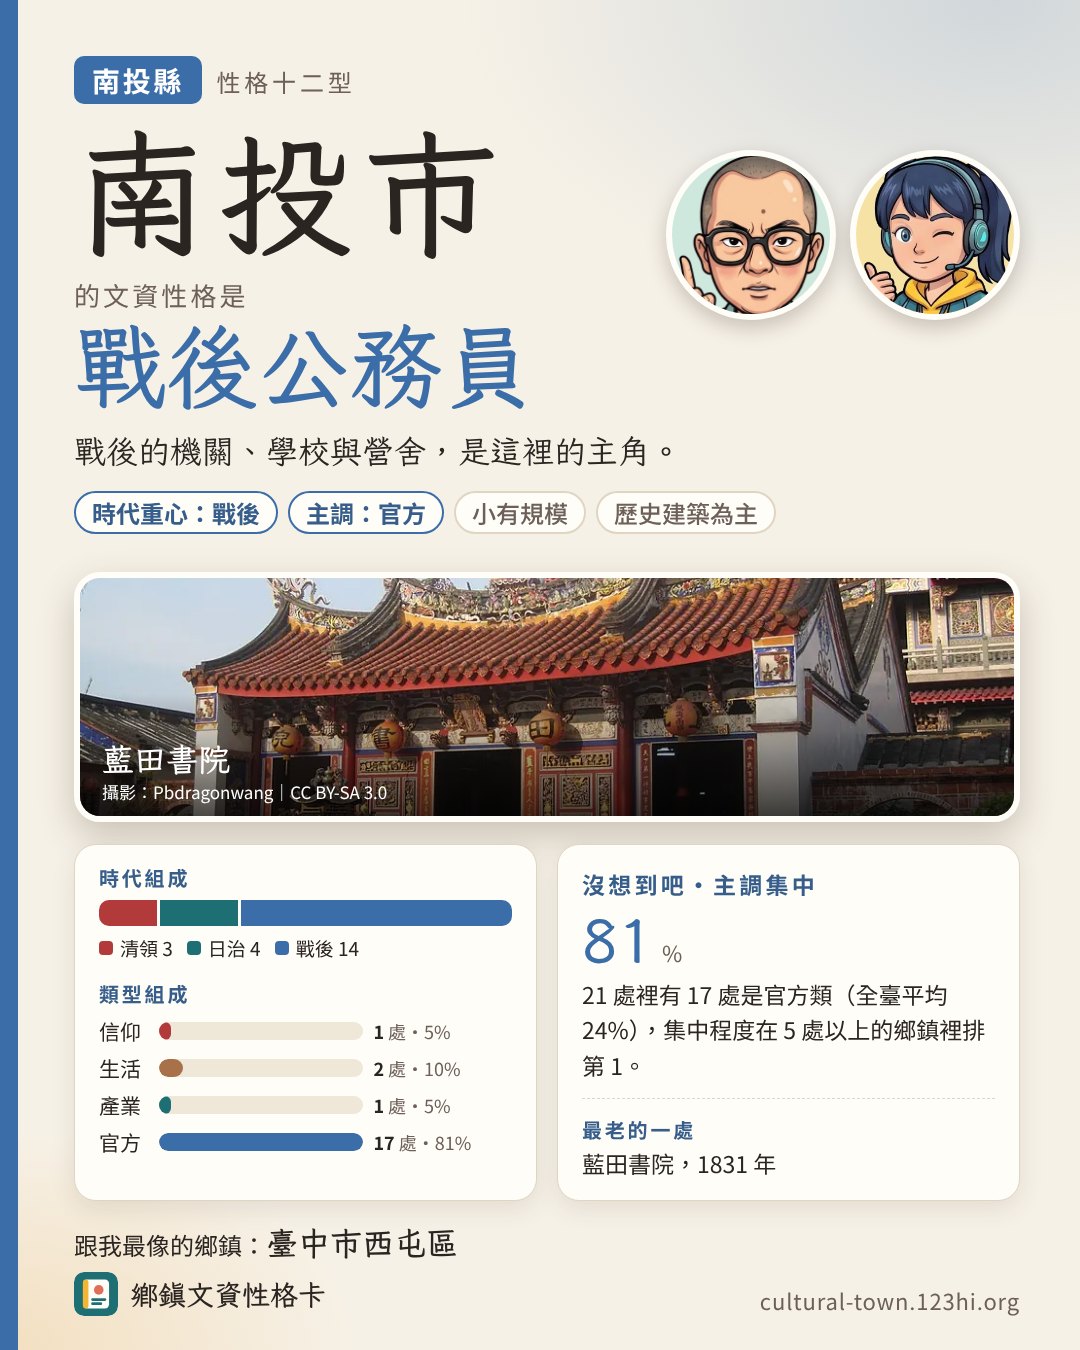 南投縣 性格十二型
南投市
的文資性格是
戰後公務員
戰後的機關、學校與營舍，是這裡的主角。
時代重心：戰後 主調：官方 小有規模 歷史建築為主
書 田
藍田書院
攝影：Pbdragonwang｜CC BY-SA 3.0
時代組成
清領 3 日治 4 戰後 14
類型組成
信仰 1 處・5%
生活 2 處・10%
產業 1 處・5%
官方 17 處・81%
沒想到吧・主調集中
81 %
21 處裡有 17 處是官方類（全臺平均
24%），集中程度在 5 處以上的鄉鎮裡排
第 1。
最老的一處
藍田書院，1831 年
跟我最像的鄉鎮：臺中市西屯區
鄉鎮文資性格卡
cultural-town.123hi.org